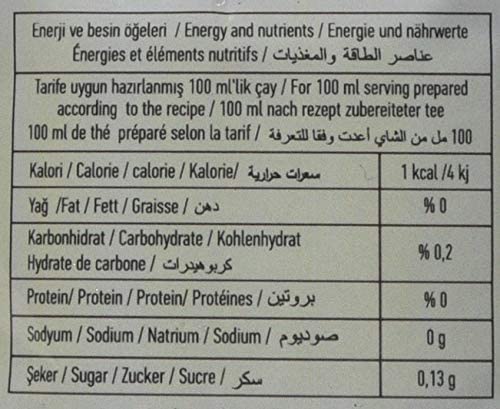 Enerji ve besin öğeleri / Energy and nutrients / Energie und nährwerte
Énergies et éléments nutritifs / عناصر الطاقة والمغذيات
Tarife uygun hazırlanmış 100 ml'lik çay / For 100 ml serving prepared
according to the recipe / 100 ml nach rezept zubereiteter tee
100 ml de thé préparé selon la tarif / 100 مل من الشاي أعدت وفقا للتعرفة
Kalori / Calorie / calorie / Kalorie/ سعرات حرارية 1 kcal /4 kj
Yağ /Fat / Fett / Graisse / دهن % 0
Karbonhidrat / Carbohydrate / Kohlenhydrat
Hydrate de carbone / كربوهيدرات % 0,2
Protein/ Protein / Protein/ Protéines / بروتين % 0
Sodyum / Sodium / Natrium / Sodium / صوديوم 0 g
Şeker / Sugar / Zucker / Sucre / سكر 0,13 g